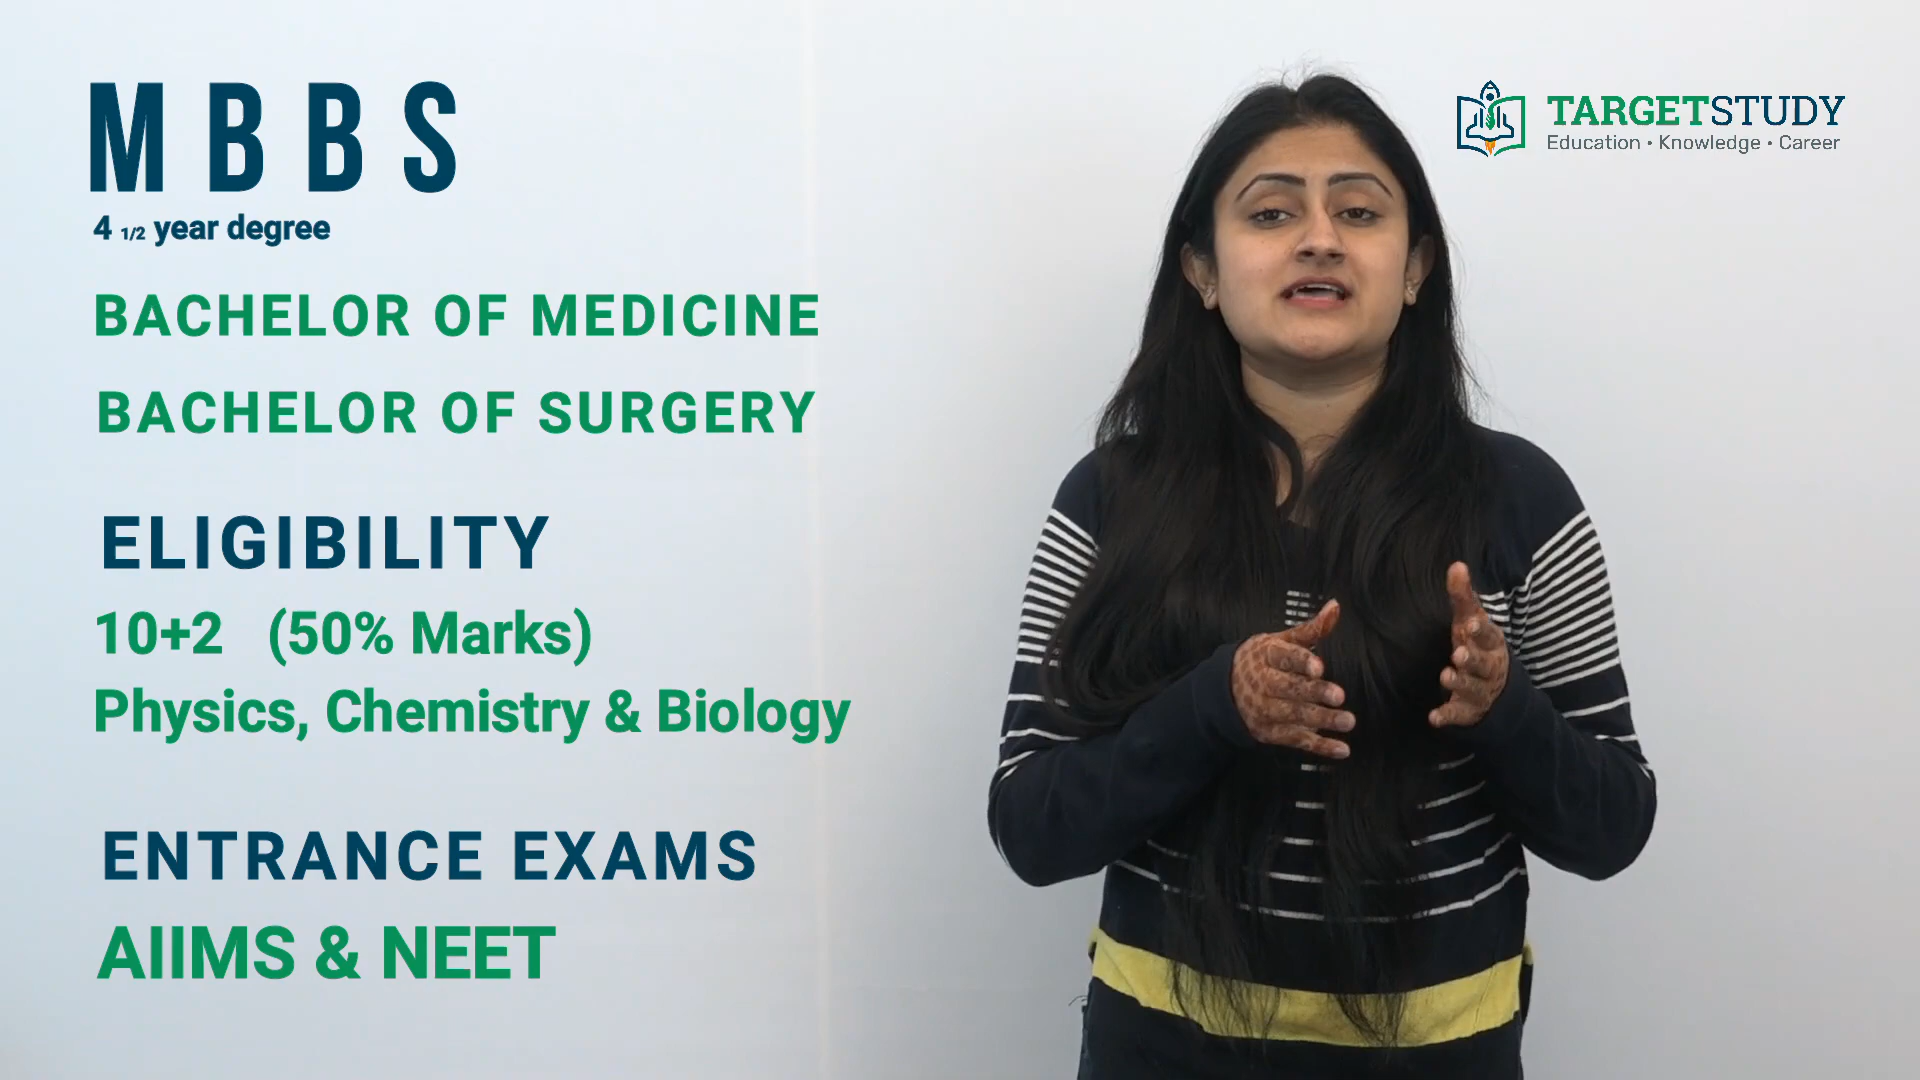 MBBS
4 1/2 year degree
BACHELOR OF MEDICINE
BACHELOR OF SURGERY
ELIGIBILITY
10+2 (50% Marks)
Physics, Chemistry & Biology
ENTRANCE EXAMS
AIIMS & NEET
TARGETSTUDY
Education • Knowledge • Career